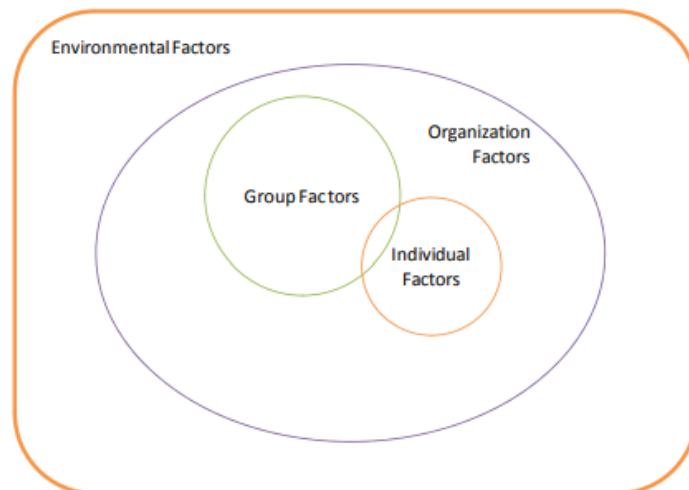 Environmental Factors
Organization
Factors
Group Factors
Individual
Factors